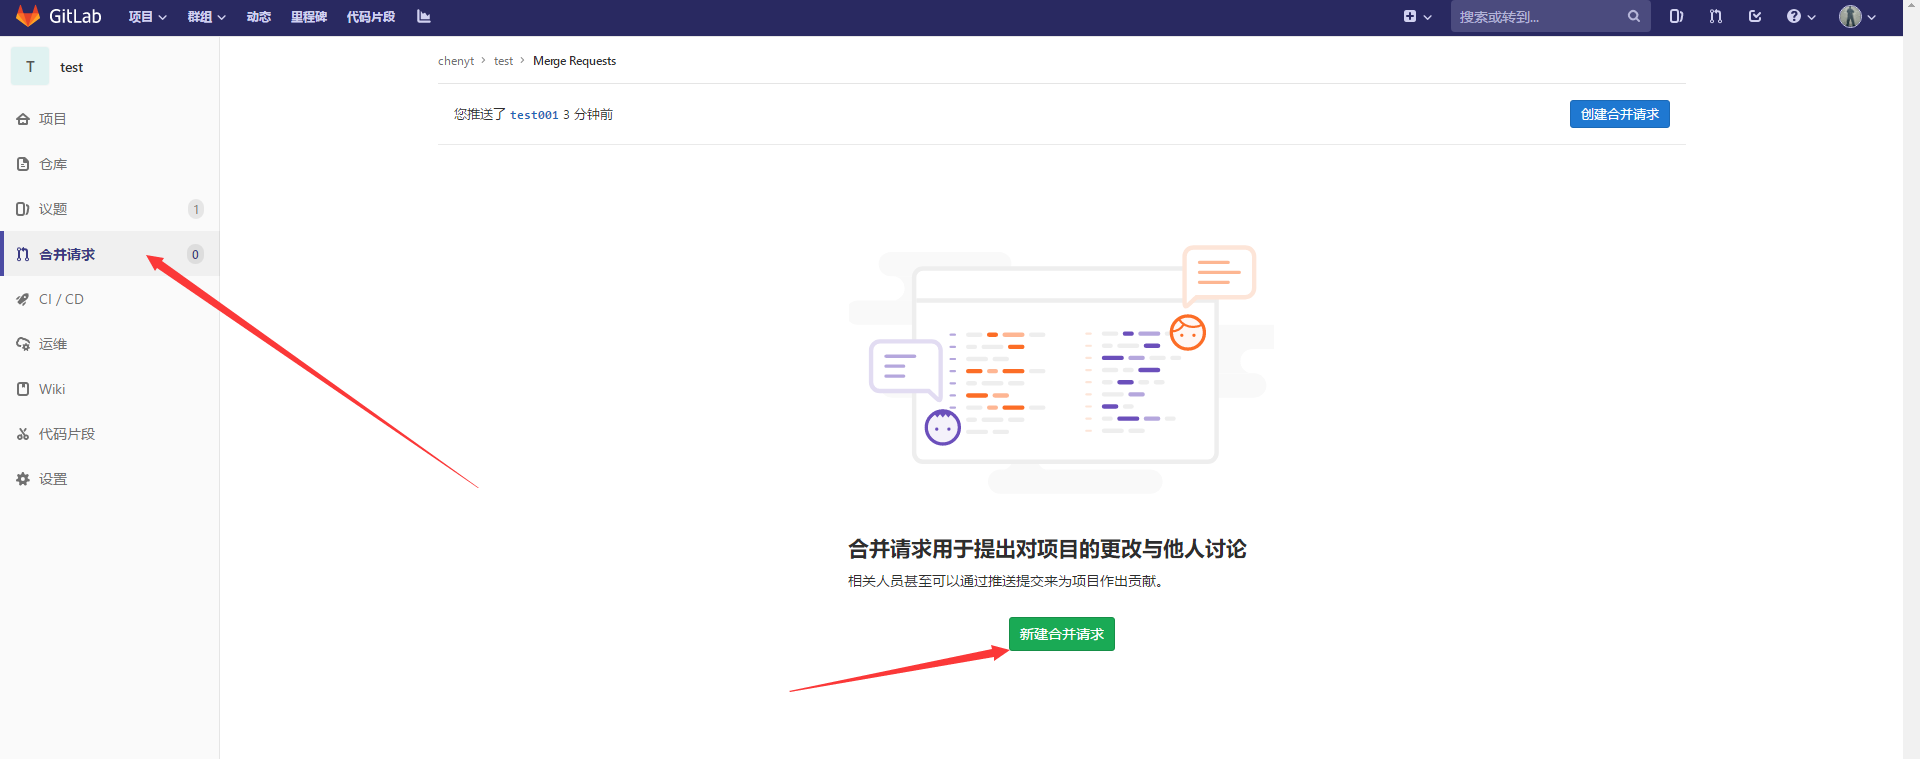 GitLab 项目 群组 动态 里程碑 代码片段 搜索或转到...
T test
项目
仓库
议题 1
合并请求 0
CI / CD
运维
Wiki
代码片段
设置
chenyt › test › Merge Requests
您推送了 test001 3 分钟前 创建合并请求
合并请求用于提出对项目的更改与他人讨论
相关人员甚至可以通过推送提交来为项目作出贡献。
新建合并请求